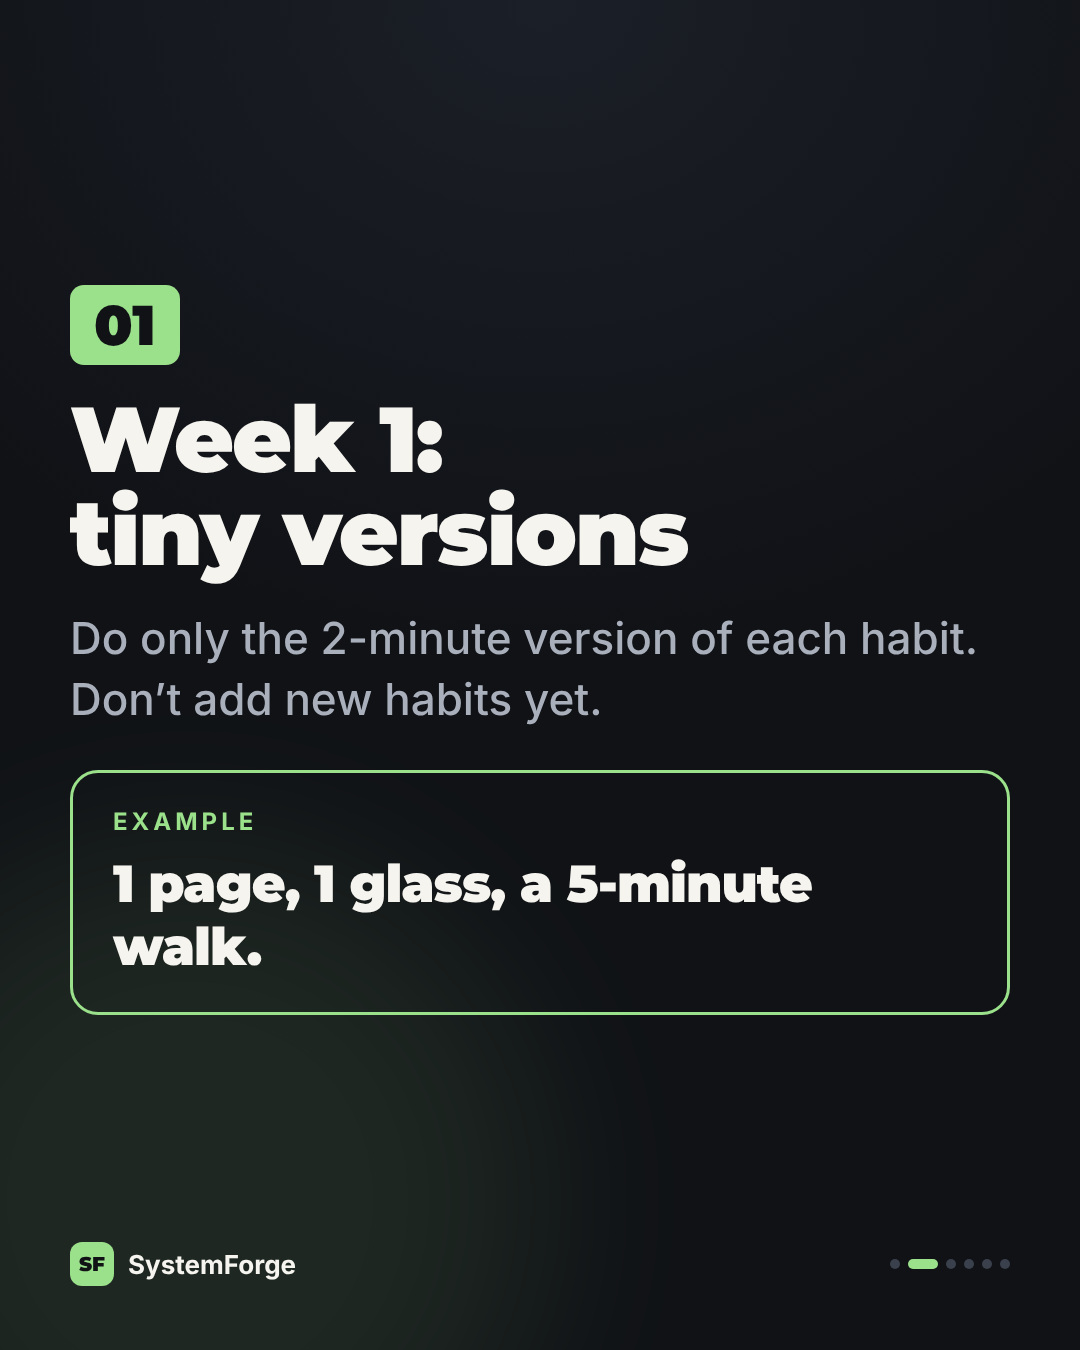 01
Week 1:
tiny versions
Do only the 2-minute version of each habit.
Don’t add new habits yet.
EXAMPLE
1 page, 1 glass, a 5-minute
walk.
SF SystemForge